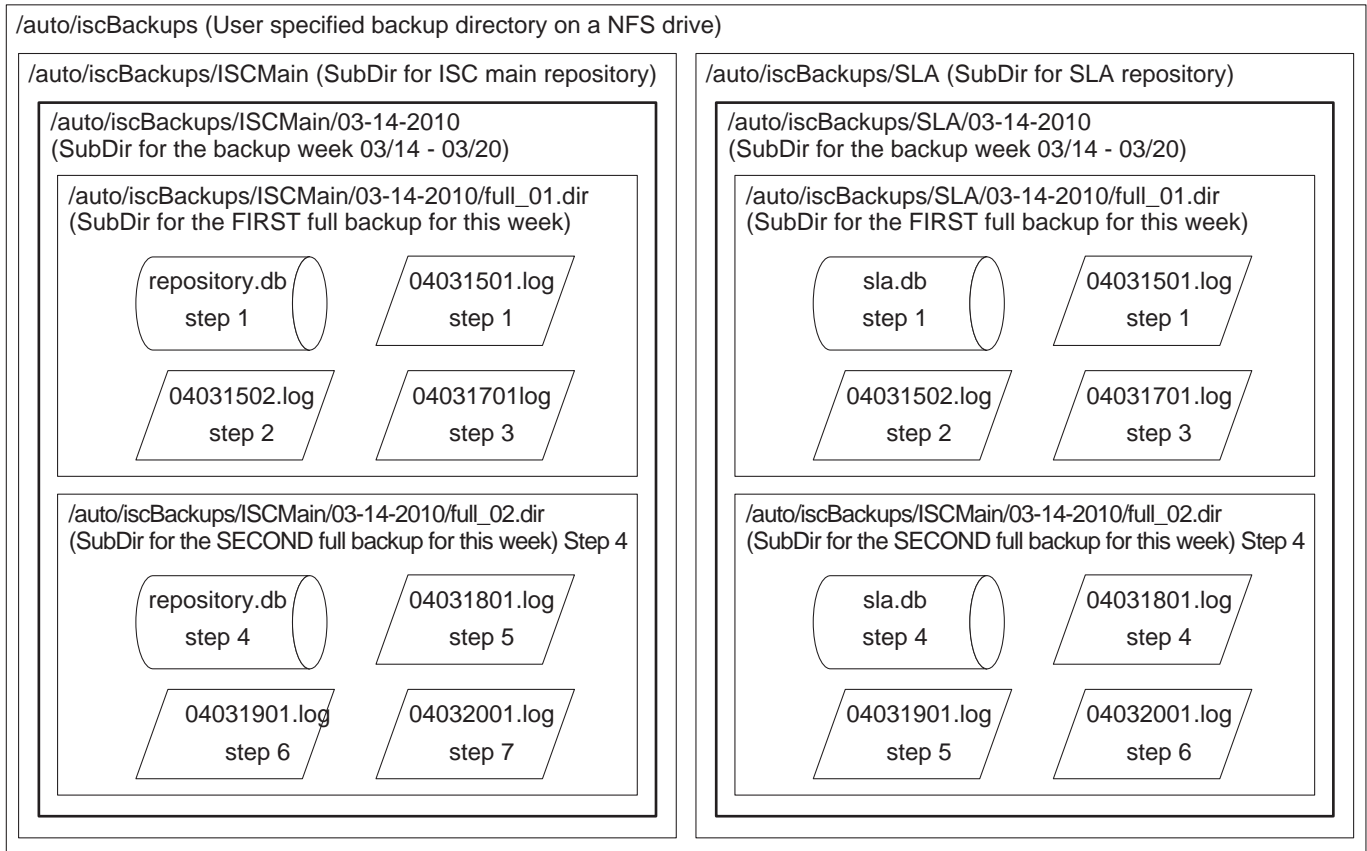 /auto/iscBackups (User specified backup directory on a NFS drive)
/auto/iscBackups/ISCMain (SubDir for ISC main repository)
/auto/iscBackups/ISCMain/03-14-2010
(SubDir for the backup week 03/14 - 03/20)
/auto/iscBackups/ISCMain/03-14-2010/full_01.dir
(SubDir for the FIRST full backup for this week)
repository.db
step 1
04031501.log
step 1
04031502.log
step 2
04031701log
step 3
/auto/iscBackups/ISCMain/03-14-2010/full_02.dir
(SubDir for the SECOND full backup for this week) Step 4
repository.db
step 4
04031801.log
step 5
04031901.log
step 6
04032001.log
step 7
/auto/iscBackups/SLA (SubDir for SLA repository)
/auto/iscBackups/SLA/03-14-2010
(SubDir for the backup week 03/14 - 03/20)
/auto/iscBackups/SLA/03-14-2010/full_01.dir
(SubDir for the FIRST full backup for this week)
sla.db
step 1
04031501.log
step 1
04031502.log
step 2
04031701.log
step 3
/auto/iscBackups/ISCMain/03-14-2010/full_02.dir
(SubDir for the SECOND full backup for this week) Step 4
sla.db
step 4
04031801.log
step 4
04031901.log
step 5
04032001.log
step 6